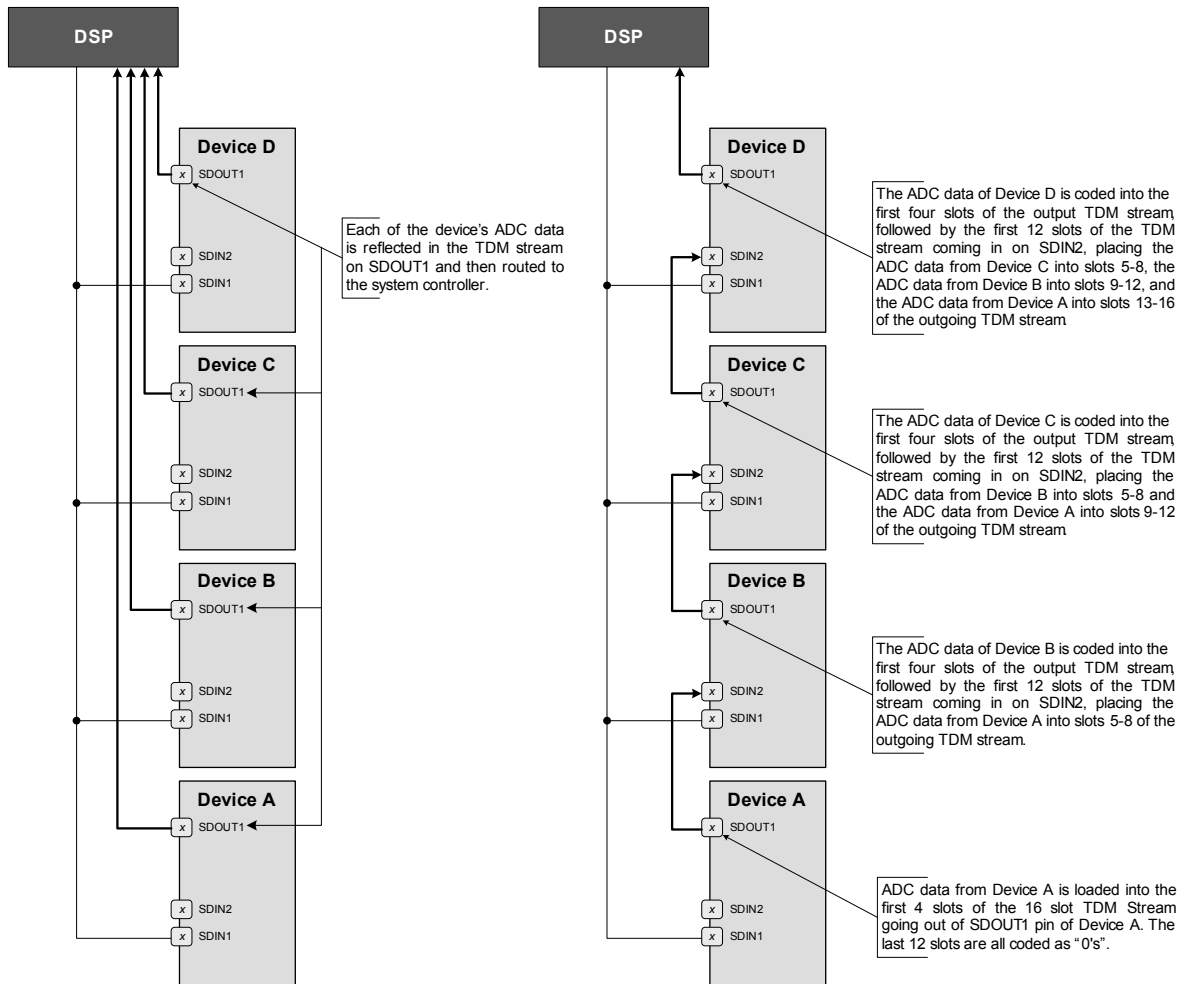 DSP
Device D
x SDOUT1
x SDIN2
x SDIN1
Each of the device's ADC data
is reflected in the TDM stream
on SDOUT1 and then routed to
the system controller.
Device C
x SDOUT1
x SDIN2
x SDIN1
Device B
x SDOUT1
x SDIN2
x SDIN1
Device A
x SDOUT1
x SDIN2
x SDIN1
DSP
Device D
x SDOUT1
x SDIN2
x SDIN1
The ADC data of Device D is coded into the
first four slots of the output TDM stream,
followed by the first 12 slots of the TDM
stream coming in on SDIN2, placing the
ADC data from Device C into slots 5-8, the
ADC data from Device B into slots 9-12, and
the ADC data from Device A into slots 13-16
of the outgoing TDM stream.
Device C
x SDOUT1
x SDIN2
x SDIN1
The ADC data of Device C is coded into the
first four slots of the output TDM stream,
followed by the first 12 slots of the TDM
stream coming in on SDIN2, placing the
ADC data from Device B into slots 5-8 and
the ADC data from Device A into slots 9-12
of the outgoing TDM stream.
Device B
x SDOUT1
x SDIN2
x SDIN1
The ADC data of Device B is coded into the
first four slots of the output TDM stream,
followed by the first 12 slots of the TDM
stream coming in on SDIN2, placing the
ADC data from Device A into slots 5-8 of the
outgoing TDM stream.
Device A
x SDOUT1
x SDIN2
x SDIN1
ADC data from Device A is loaded into the
first 4 slots of the 16 slot TDM Stream
going out of SDOUT1 pin of Device A. The
last 12 slots are all coded as "0's".